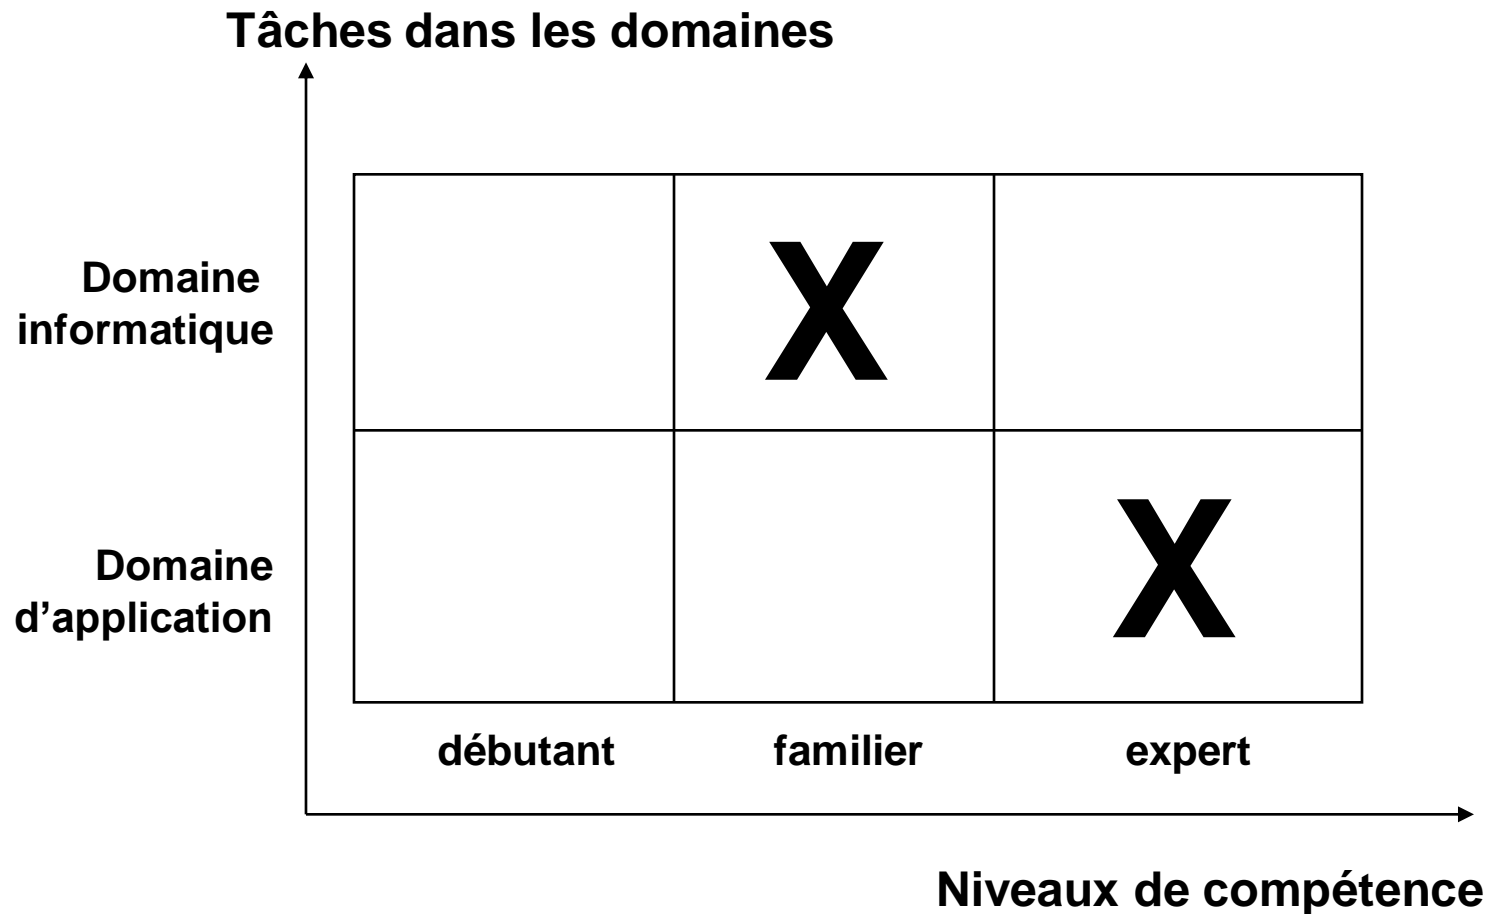 Tâches dans les domaines
Domaine
informatique
X
Domaine
d’application
X
débutant familier expert
Niveaux de compétence